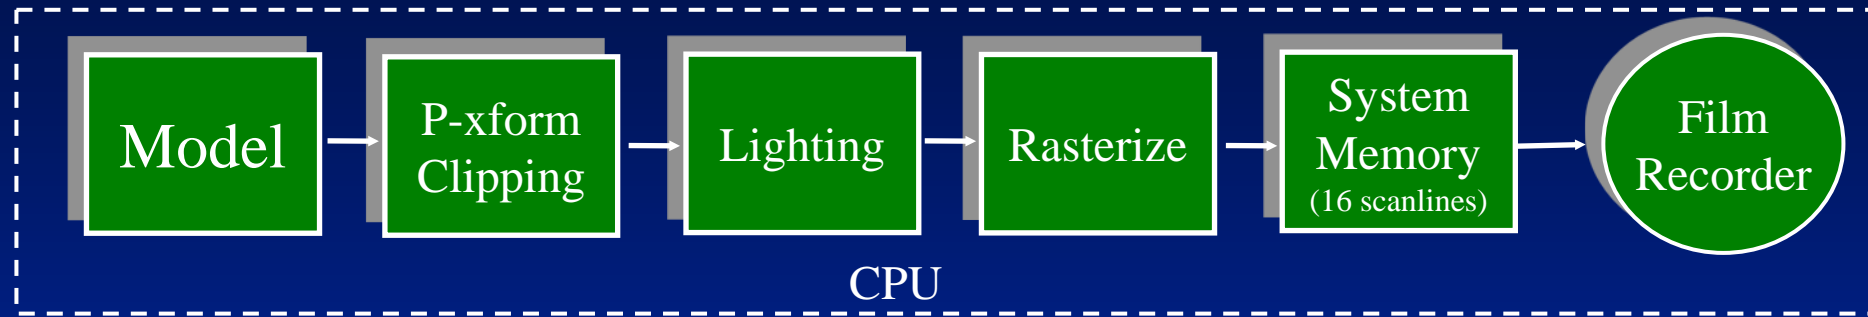 Model
P-xform
Clipping
Lighting
Rasterize
System
Memory
(16 scanlines)
Film
Recorder
CPU